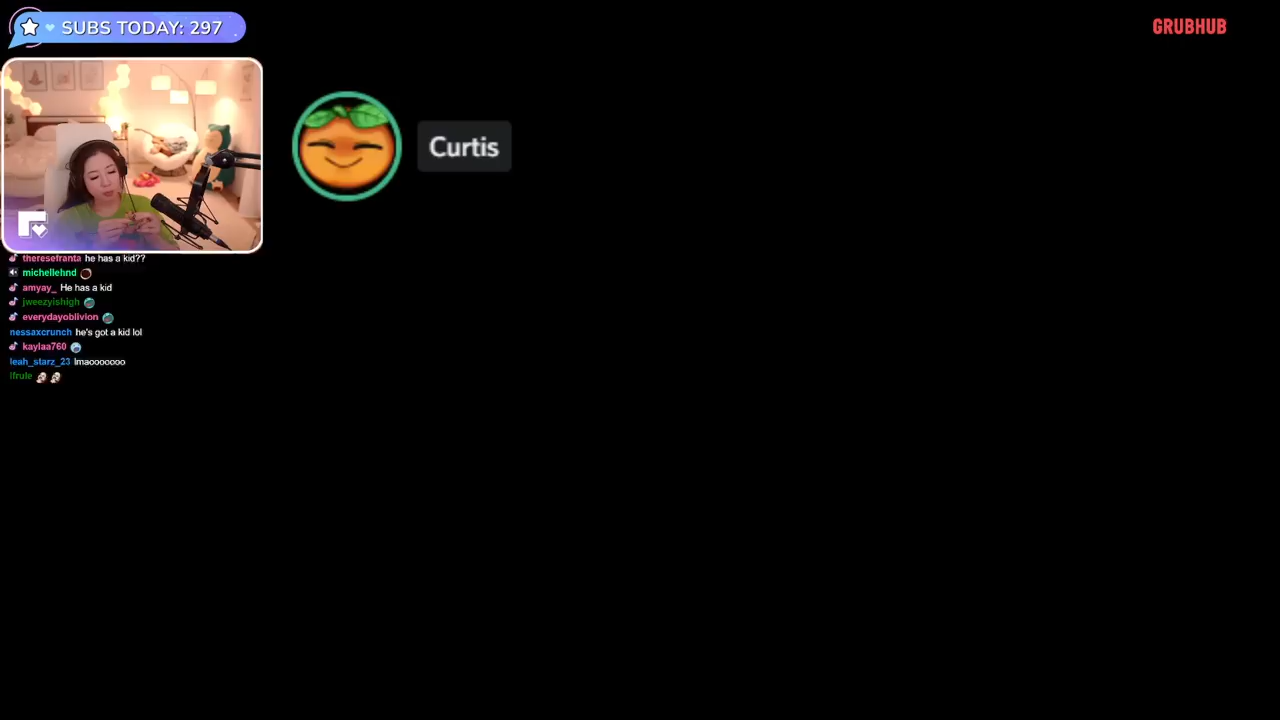 SUBS TODAY: 297
GRUBHUB
Curtis
theresefranta he has a kid??
michellehnd
amyay_ He has a kid
jweezyishigh
everydayoblivion
nessaxcrunch he's got a kid lol
kaylaa760
leah_starz_23 lmaooooooo
lfrule